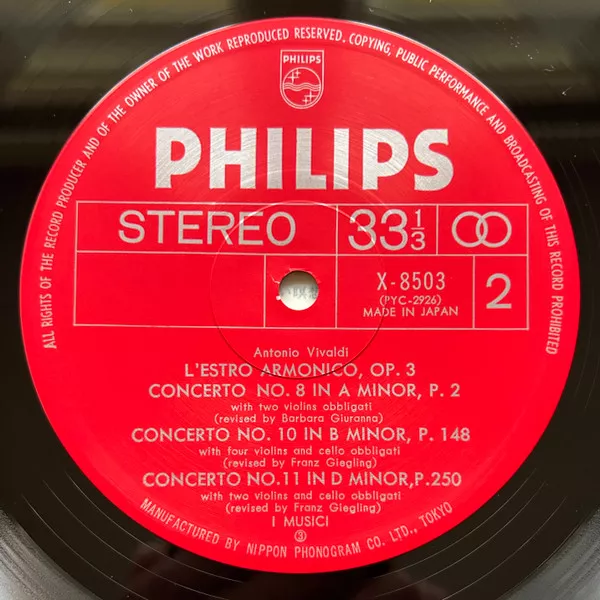 ALL RIGHTS OF THE RECORD PRODUCER AND OF THE OWNER OF THE WORK REPRODUCED RESERVED. COPYING, PUBLIC PERFORMANCE AND BROADCASTING OF THIS RECORD PROHIBITED
PHILIPS
PHILIPS
STEREO 33 1/3
X-8503
(PYC-2926)
MADE IN JAPAN
2
Antonio Vivaldi
L'ESTRO ARMONICO, OP. 3
CONCERTO NO. 8 IN A MINOR, P. 2
with two violins obbligati
(revised by Barbara Giuranna)
CONCERTO NO. 10 IN B MINOR, P. 148
with four violins and cello obbligati
(revised by Franz Giegling)
CONCERTO NO.11 IN D MINOR,P.250
with two violins and cello obbligati
(revised by Franz Giegling)
I MUSICI
③
MANUFACTURED BY NIPPON PHONOGRAM CO. LTD., TOKYO